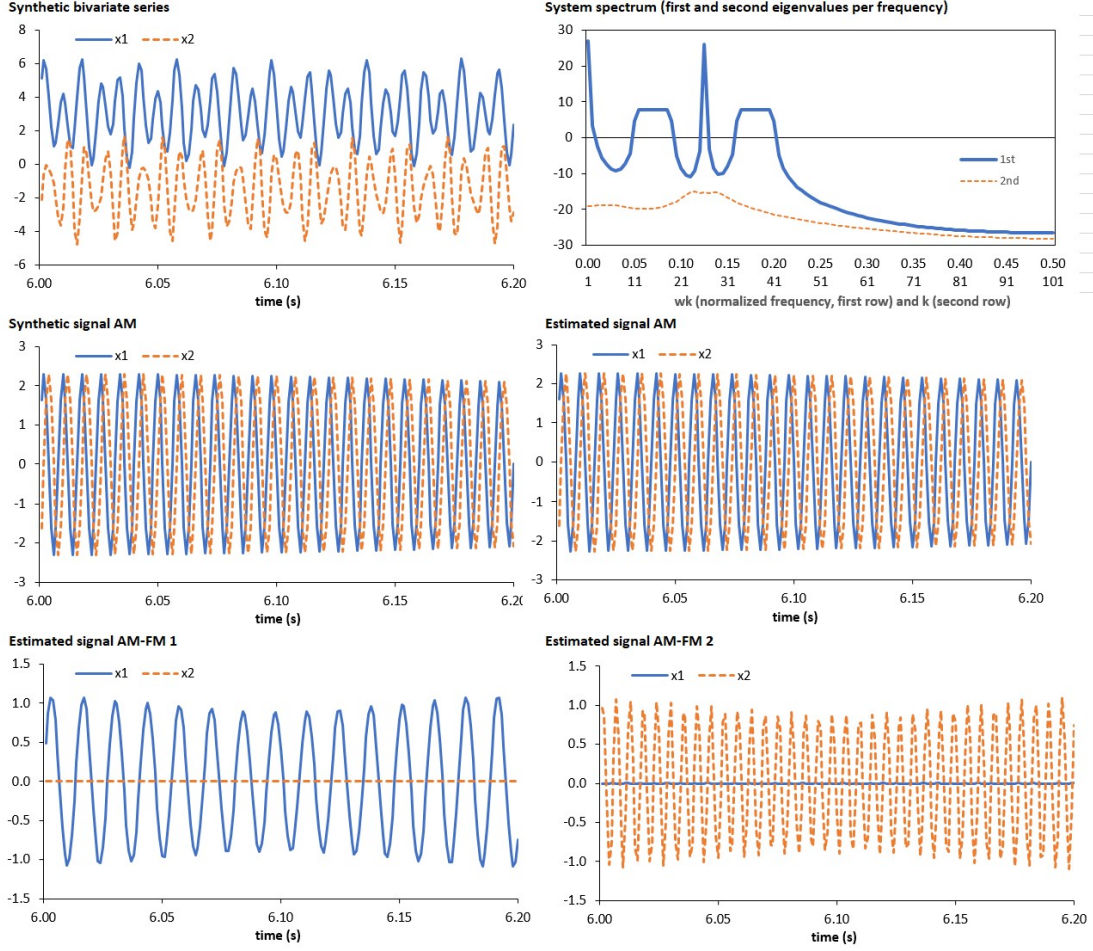 Synthetic bivariate series
System spectrum (first and second eigenvalues per frequency)
8
6
4
2
0
-2
-4
-6
x1 x2
6.00 6.05 6.10 6.15 6.20
time (s)
30
20
10
0
-10
-20
-30
1st
2nd
0.00 0.05 0.10 0.15 0.20 0.25 0.30 0.35 0.40 0.45 0.50
1 11 21 31 41 51 61 71 81 91 101
wk (normalized frequency, first row) and k (second row)
Synthetic signal AM
3
2
1
0
-1
-2
-3
x1 x2
6.00 6.05 6.10 6.15 6.20
time (s)
Estimated signal AM
3
2
1
0
-1
-2
-3
x1 x2
6.00 6.05 6.10 6.15 6.20
time (s)
Estimated signal AM-FM 1
1.5
1.0
0.5
0.0
-0.5
-1.0
-1.5
x1 x2
6.00 6.05 6.10 6.15 6.20
time (s)
Estimated signal AM-FM 2
1.5
1.0
0.5
0.0
-0.5
-1.0
-1.5
x1 x2
6.00 6.05 6.10 6.15 6.20
time (s)